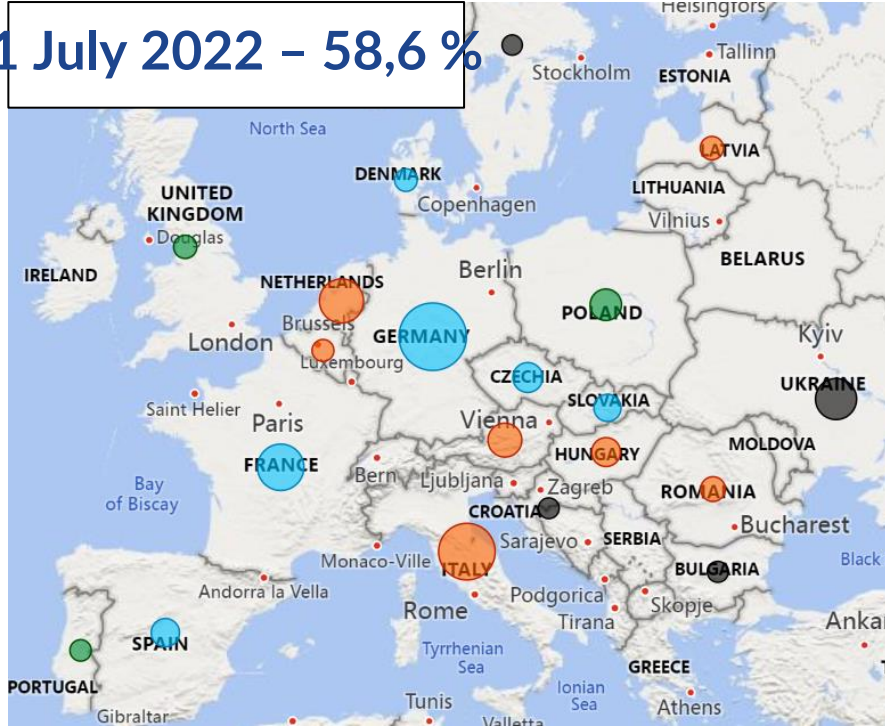 1 July 2022 – 58,6 %
Helsingfors
Tallinn
Stockholm
ESTONIA
North Sea
LATVIA
DENMARK
LITHUANIA
Copenhagen
UNITED
KINGDOM
Vilnius
Douglas
BELARUS
IRELAND
Berlin
NETHERLANDS
POLAND
Brussels
Kyiv
London
GERMANY
Luxembourg
CZECHIA
UKRAINE
SLOVAKIA
Saint Helier
Paris
Vienna
MOLDOVA
HUNGARY
FRANCE
Bern
Ljubljana
Zagreb
ROMANIA
Bay
of Biscay
CROATIA
Bucharest
Sarajevo
SERBIA
Monaco-Ville
Black
ITALY
BULGARIA
Andorra la Vella
Podgorica
Skopje
Rome
Tirana
Ankar
SPAIN
Tyrrhenian
Sea
GREECE
PORTUGAL
Ionian
Sea
Tunis
Athens
Gibraltar
Valletta